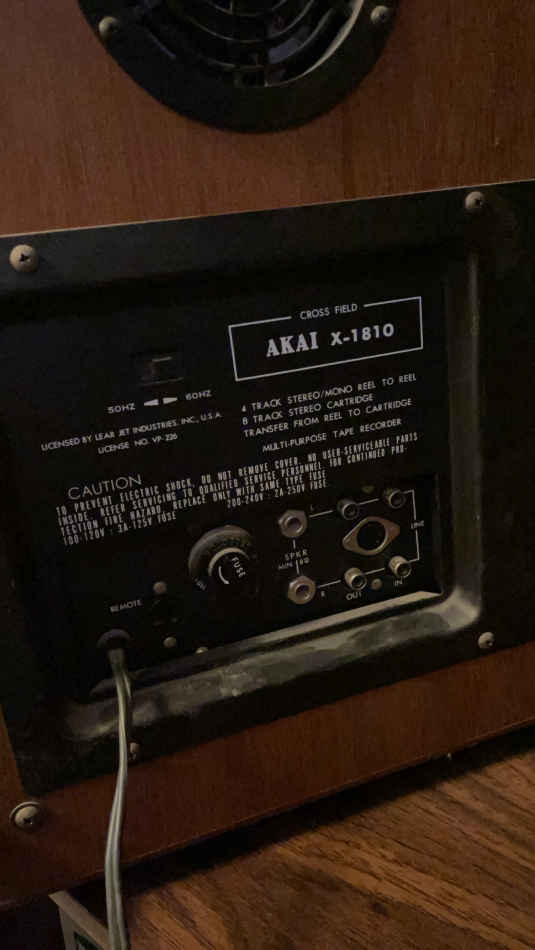 CROSS FIELD
AKAI X-1810
50HZ 60HZ
4 TRACK STEREO/MONO REEL TO REEL
8 TRACK STEREO CARTRIDGE
TRANSFER FROM REEL TO CARTRIDGE
LICENSED BY LEAR JET INDUSTRIES, INC., U.S.A.
LICENSE NO. VP-226
MULTI-PURPOSE TAPE RECORDER
CAUTION
TO PREVENT ELECTRIC SHOCK, DO NOT REMOVE COVER. NO USER-SERVICEABLE PARTS
INSIDE. REFER SERVICING TO QUALIFIED SERVICE PERSONNEL. FOR CONTINUED PRO-
TECTION FIRE HAZARD, REPLACE ONLY WITH SAME TYPE FUSE
100-120V : 3A-125V FUSE 200-240V : 2A-250V FUSE
L
LINE
SPKR
MIN 8Ω
FUSE
REMOTE
R
OUT
IN